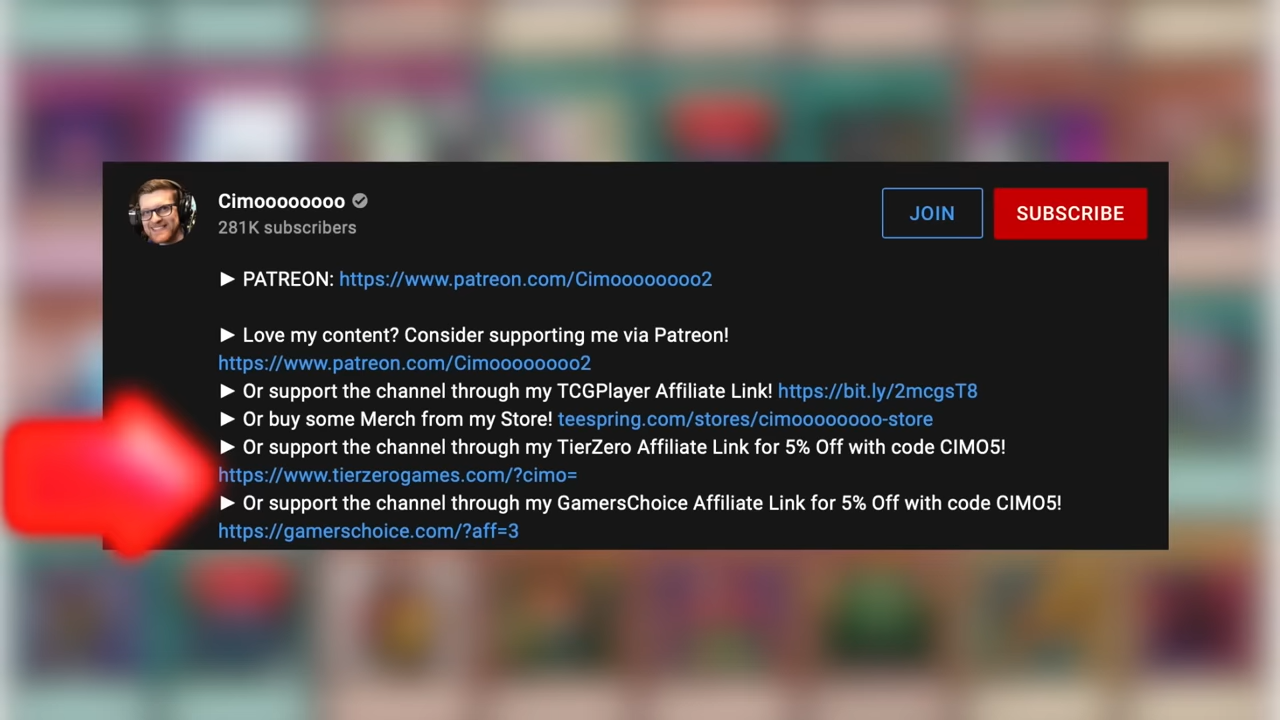 Cimoooooooo
281K subscribers
JOIN
SUBSCRIBE
► PATREON: https://www.patreon.com/Cimoooooooo2
► Love my content? Consider supporting me via Patreon!
https://www.patreon.com/Cimoooooooo2
► Or support the channel through my TCGPlayer Affiliate Link! https://bit.ly/2mcgsT8
► Or buy some Merch from my Store! teespring.com/stores/cimoooooooo-store
► Or support the channel through my TierZero Affiliate Link for 5% Off with code CIMO5!
https://www.tierzerogames.com/?cimo=
► Or support the channel through my GamersChoice Affiliate Link for 5% Off with code CIMO5!
https://gamerschoice.com/?aff=3